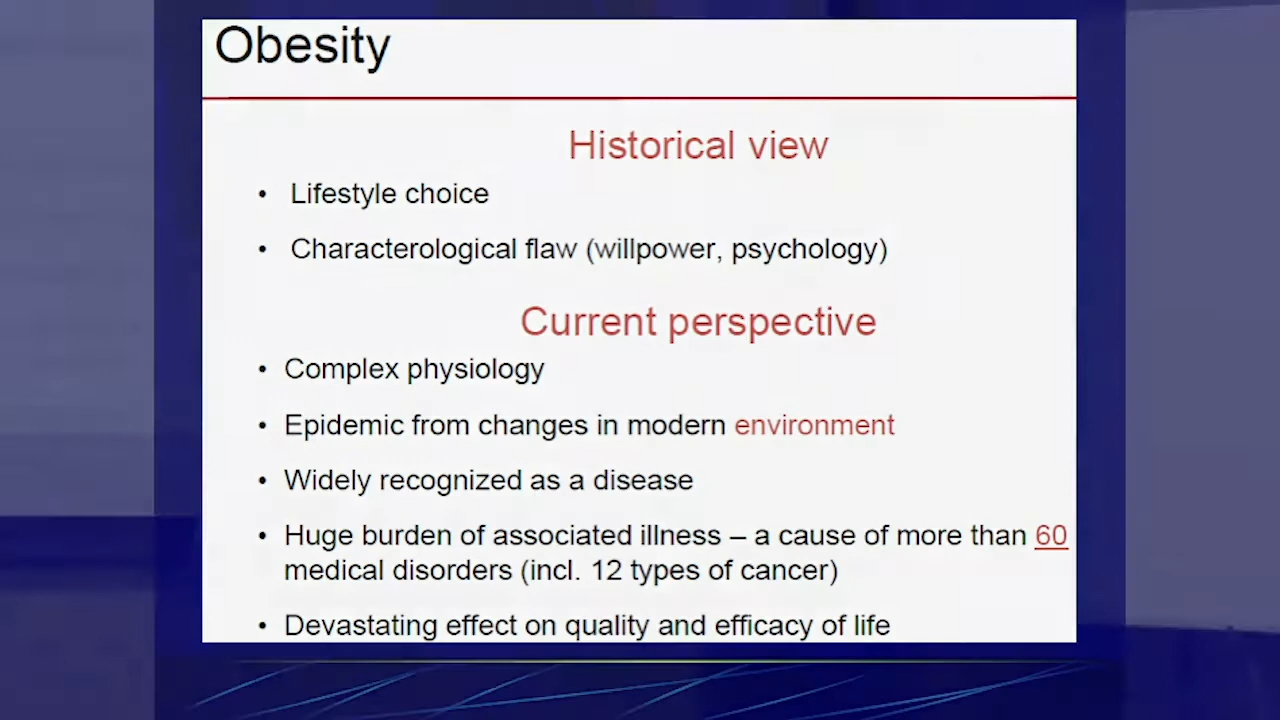 Obesity
Historical view
• Lifestyle choice
• Characterological flaw (willpower, psychology)
Current perspective
• Complex physiology
• Epidemic from changes in modern environment
• Widely recognized as a disease
• Huge burden of associated illness – a cause of more than 60
medical disorders (incl. 12 types of cancer)
• Devastating effect on quality and efficacy of life